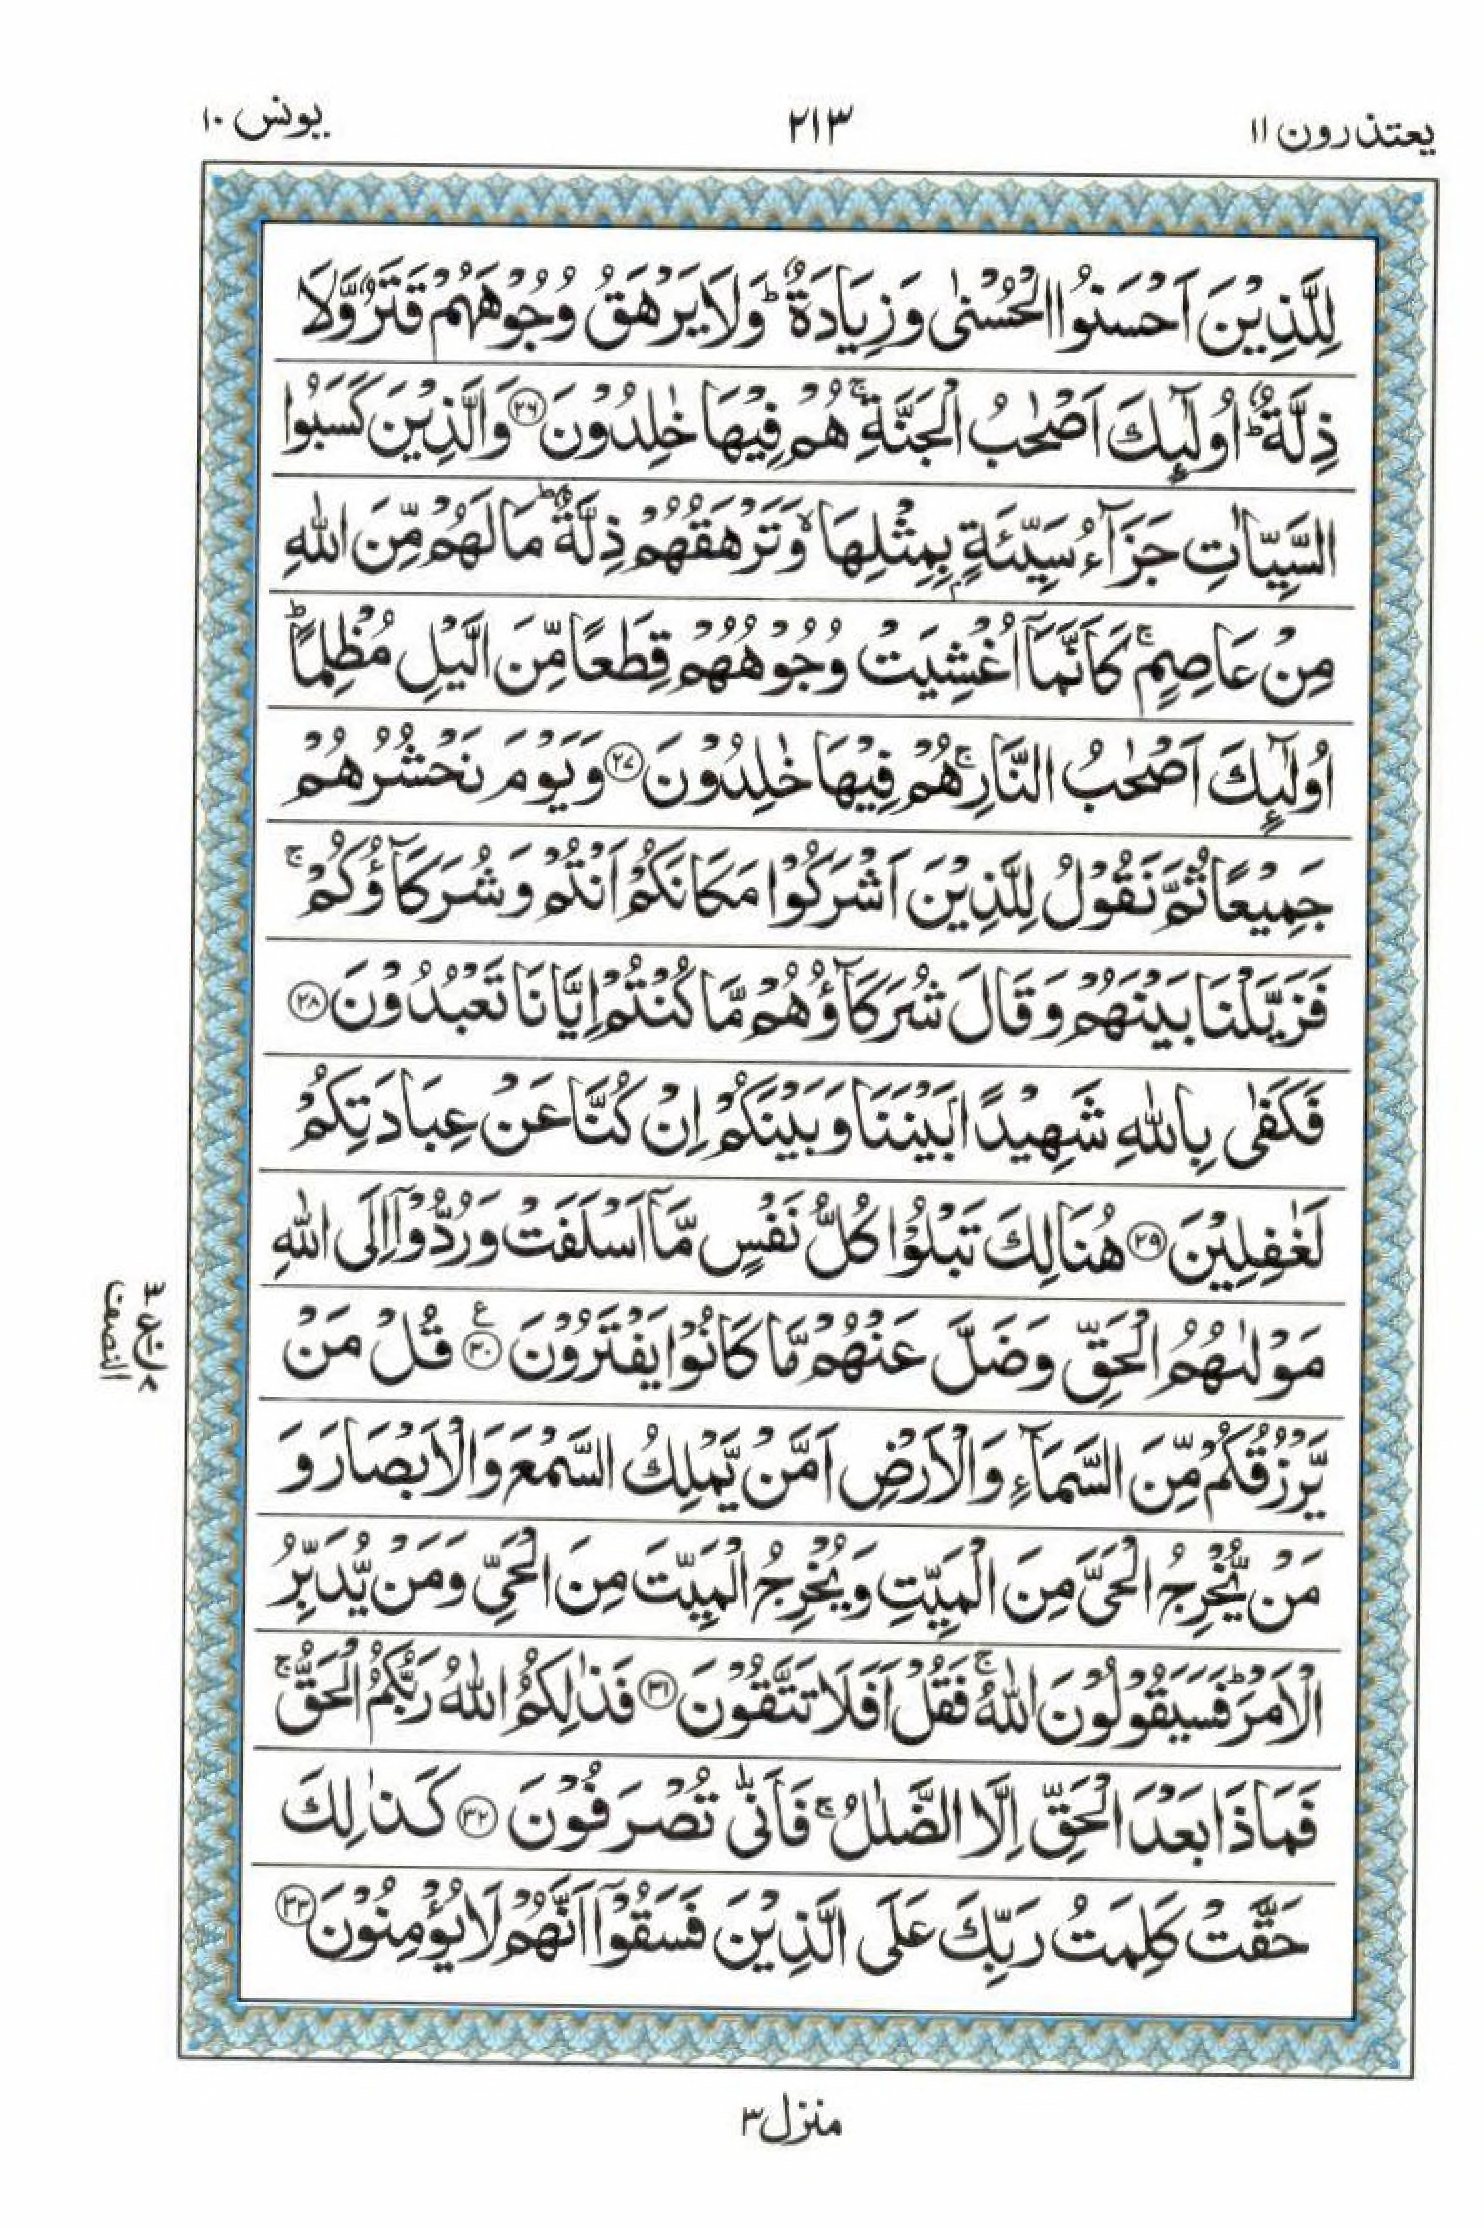 يعتذرون ١١
٢١٣
يونس ١٠
لِلَّذِيْنَ اَحْسَنُوا الْحُسْنٰى وَزِيَادَةٌ ؕ وَلَا يَرْهَقُ وُجُوْهَهُمْ قَتَرٌ وَّلَا
ذِلَّةٌ ؕ اُولٰٓئِكَ اَصْحٰبُ الْجَنَّةِ ۚ هُمْ فِيْهَا خٰلِدُوْنَ ٢٦ وَالَّذِيْنَ كَسَبُوا
السَّيِّاٰتِ جَزَآءُ سَيِّئَةٍۭ بِمِثْلِهَا ۙ وَتَرْهَقُهُمْ ذِلَّةٌ ؕ مَا لَهُمْ مِّنَ اللّٰهِ
مِنْ عَاصِمٍ ۚ كَاَنَّمَاۤ اُغْشِيَتْ وُجُوْهُهُمْ قِطَعًا مِّنَ الَّيْلِ مُظْلِمًا ؕ
اُولٰٓئِكَ اَصْحٰبُ النَّارِ ۚ هُمْ فِيْهَا خٰلِدُوْنَ ٢٧ وَيَوْمَ نَحْشُرُهُمْ
جَمِيْعًا ثُمَّ نَقُوْلُ لِلَّذِيْنَ اَشْرَكُوْا مَكَانَكُمْ اَنْتُمْ وَشُرَكَآؤُكُمْ ۚ
فَزَيَّلْنَا بَيْنَهُمْ وَقَالَ شُرَكَآؤُهُمْ مَّا كُنْتُمْ اِيَّانَا تَعْبُدُوْنَ ٢٨
فَكَفٰى بِاللّٰهِ شَهِيْدًۢا بَيْنَنَا وَبَيْنَكُمْ اِنْ كُنَّا عَنْ عِبَادَتِكُمْ
لَغٰفِلِيْنَ ٢٩ هُنَالِكَ تَبْلُوْا كُلُّ نَفْسٍ مَّاۤ اَسْلَفَتْ وَرُدُّوْۤا اِلَى اللّٰهِ
مَوْلٰىهُمُ الْحَقِّ وَضَلَّ عَنْهُمْ مَّا كَانُوْا يَفْتَرُوْنَ ٣٠ ع قُلْ مَنْ
يَّرْزُقُكُمْ مِّنَ السَّمَآءِ وَالْاَرْضِ اَمَّنْ يَّمْلِكُ السَّمْعَ وَالْاَبْصَارَ وَ
مَنْ يُّخْرِجُ الْحَيَّ مِنَ الْمَيِّتِ وَيُخْرِجُ الْمَيِّتَ مِنَ الْحَيِّ وَمَنْ يُّدَبِّرُ
الْاَمْرَ ؕ فَسَيَقُوْلُوْنَ اللّٰهُ ۚ فَقُلْ اَفَلَا تَتَّقُوْنَ ٣١ فَذٰلِكُمُ اللّٰهُ رَبُّكُمُ الْحَقُّ ۚ
فَمَاذَا بَعْدَ الْحَقِّ اِلَّا الضَّلٰلُ ۚ فَاَنّٰى تُصْرَفُوْنَ ٣٢ كَذٰلِكَ
حَقَّتْ كَلِمَتُ رَبِّكَ عَلَى الَّذِيْنَ فَسَقُوْۤا اَنَّهُمْ لَا يُؤْمِنُوْنَ ٣٣
النصف
منزل ٣